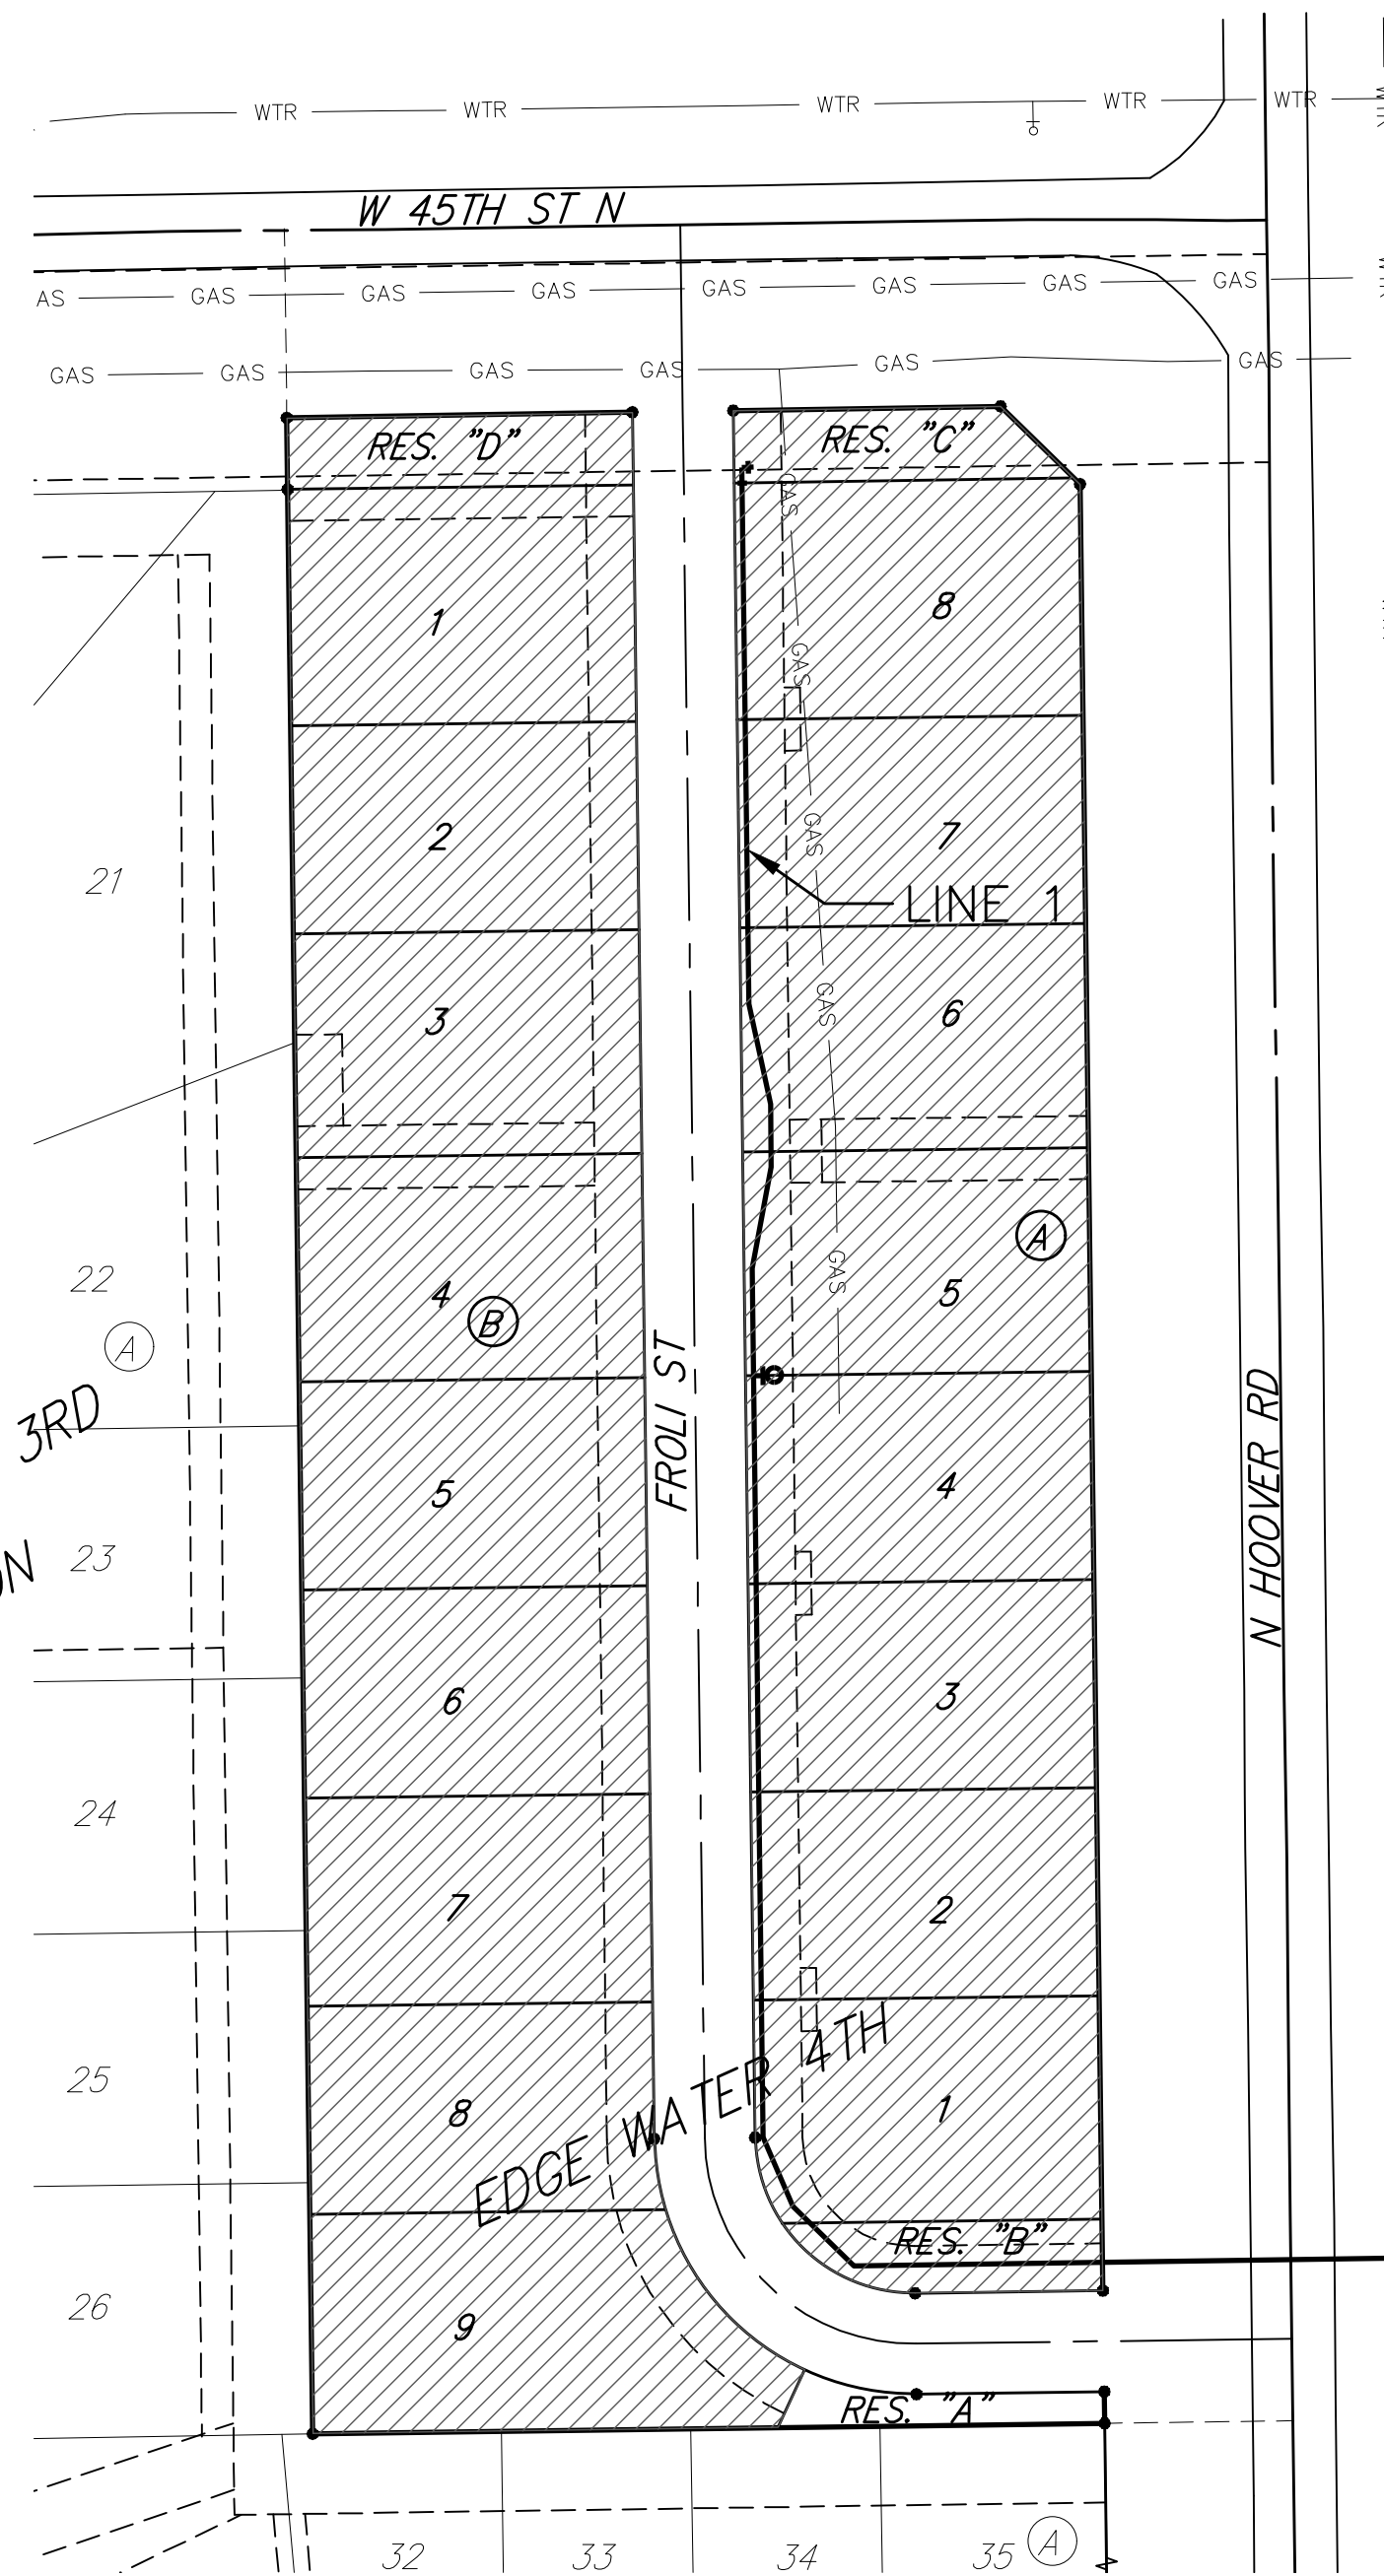 WTR WTR WTR WTR WTR
W 45TH ST N
AS GAS GAS GAS GAS GAS GAS GAS
GAS GAS GAS GAS GAS GAS
RES. "D"
RES. "C"
GAS
1
8
GAS
2
7
GAS
21
LINE 1
3
6
GAS
A
22
4
B
5
GAS
A
3RD
FROLI ST
N HOOVER RD
5
4
23
6
3
24
7
2
25
8
1
EDGE WATER 4TH
RES. "B"
26
9
RES. "A"
32 33 34 35 A